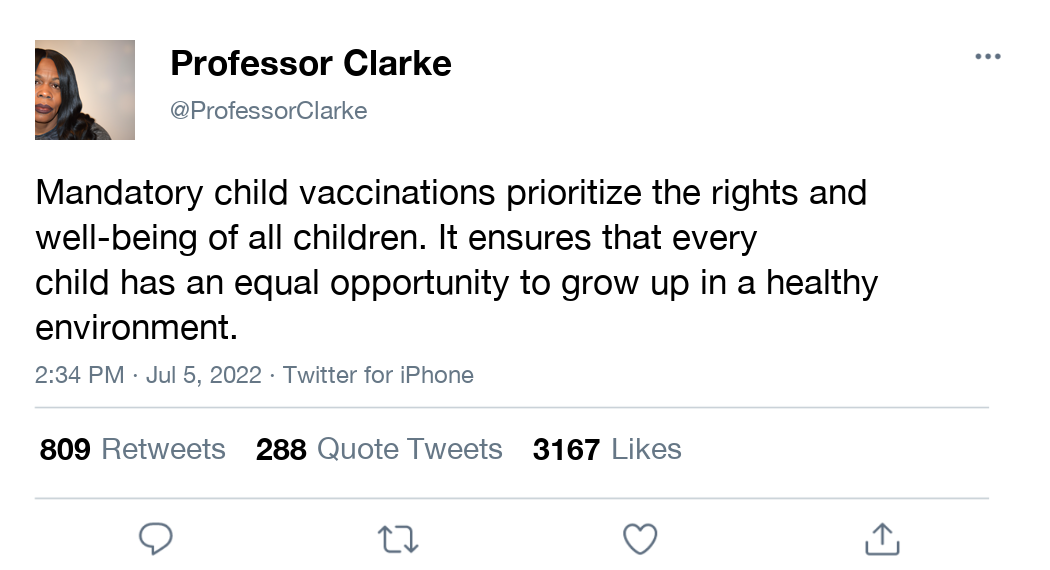 Professor Clarke
@ProfessorClarke
Mandatory child vaccinations prioritize the rights and
well-being of all children. It ensures that every
child has an equal opportunity to grow up in a healthy
environment.
2:34 PM · Jul 5, 2022 · Twitter for iPhone
809 Retweets 288 Quote Tweets 3167 Likes